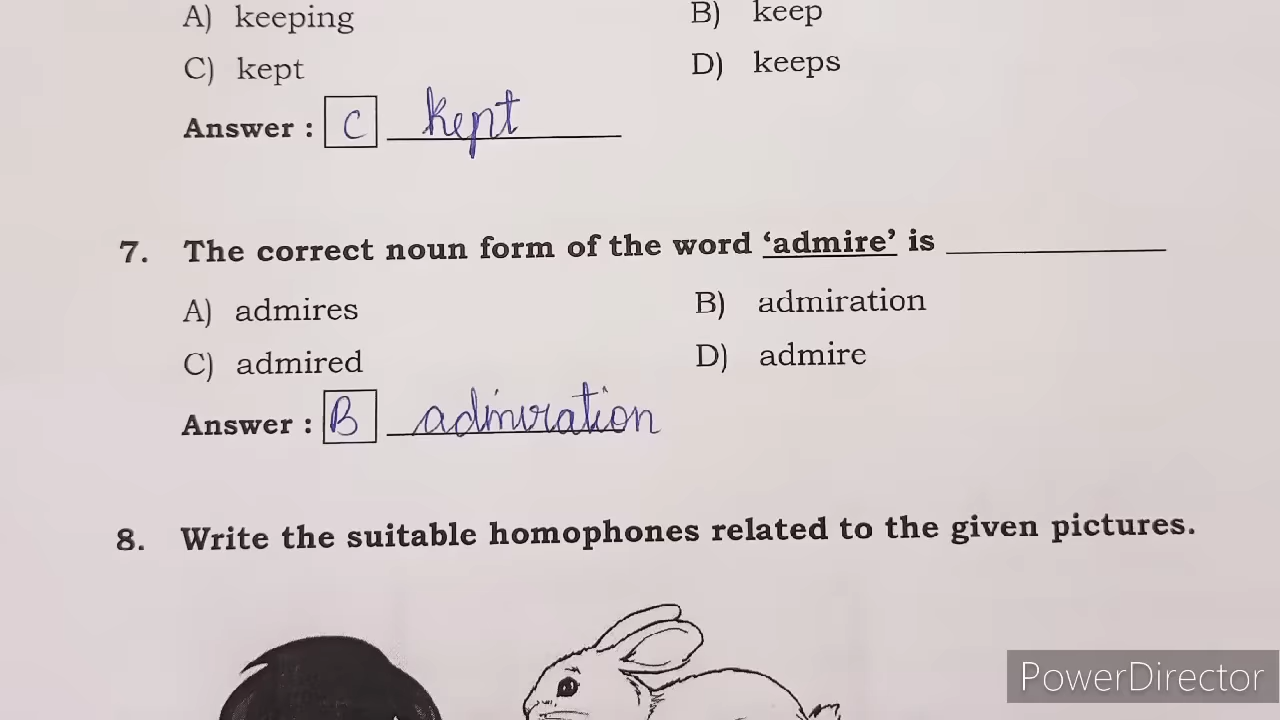 A) keeping B) keep
C) kept D) keeps
Answer : C kept
7. The correct noun form of the word ‘admire’ is ____________
A) admires B) admiration
C) admired D) admire
Answer : B admiration
8. Write the suitable homophones related to the given pictures.
PowerDirector